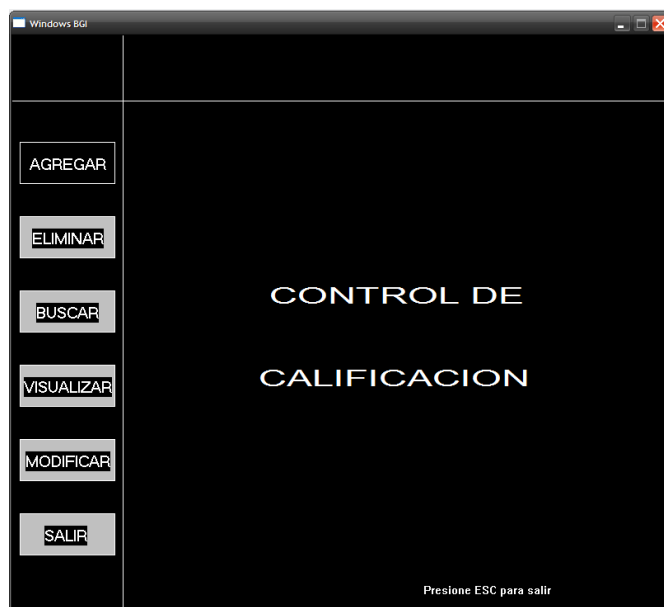 Windows BGI
AGREGAR
ELIMINAR
BUSCAR
VISUALIZAR
MODIFICAR
SALIR
CONTROL DE
CALIFICACION
Presione ESC para salir